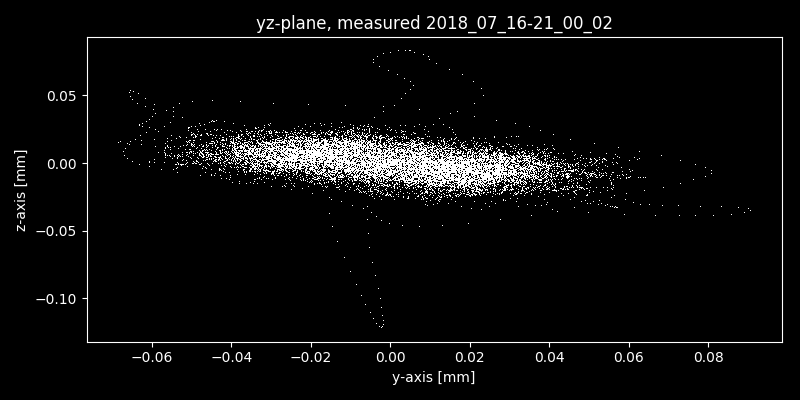 yz-plane, measured 2018_07_16-21_00_02
z-axis [mm]
0.05
0.00
−0.05
−0.10
−0.06 −0.04 −0.02 0.00 0.02 0.04 0.06 0.08
y-axis [mm]